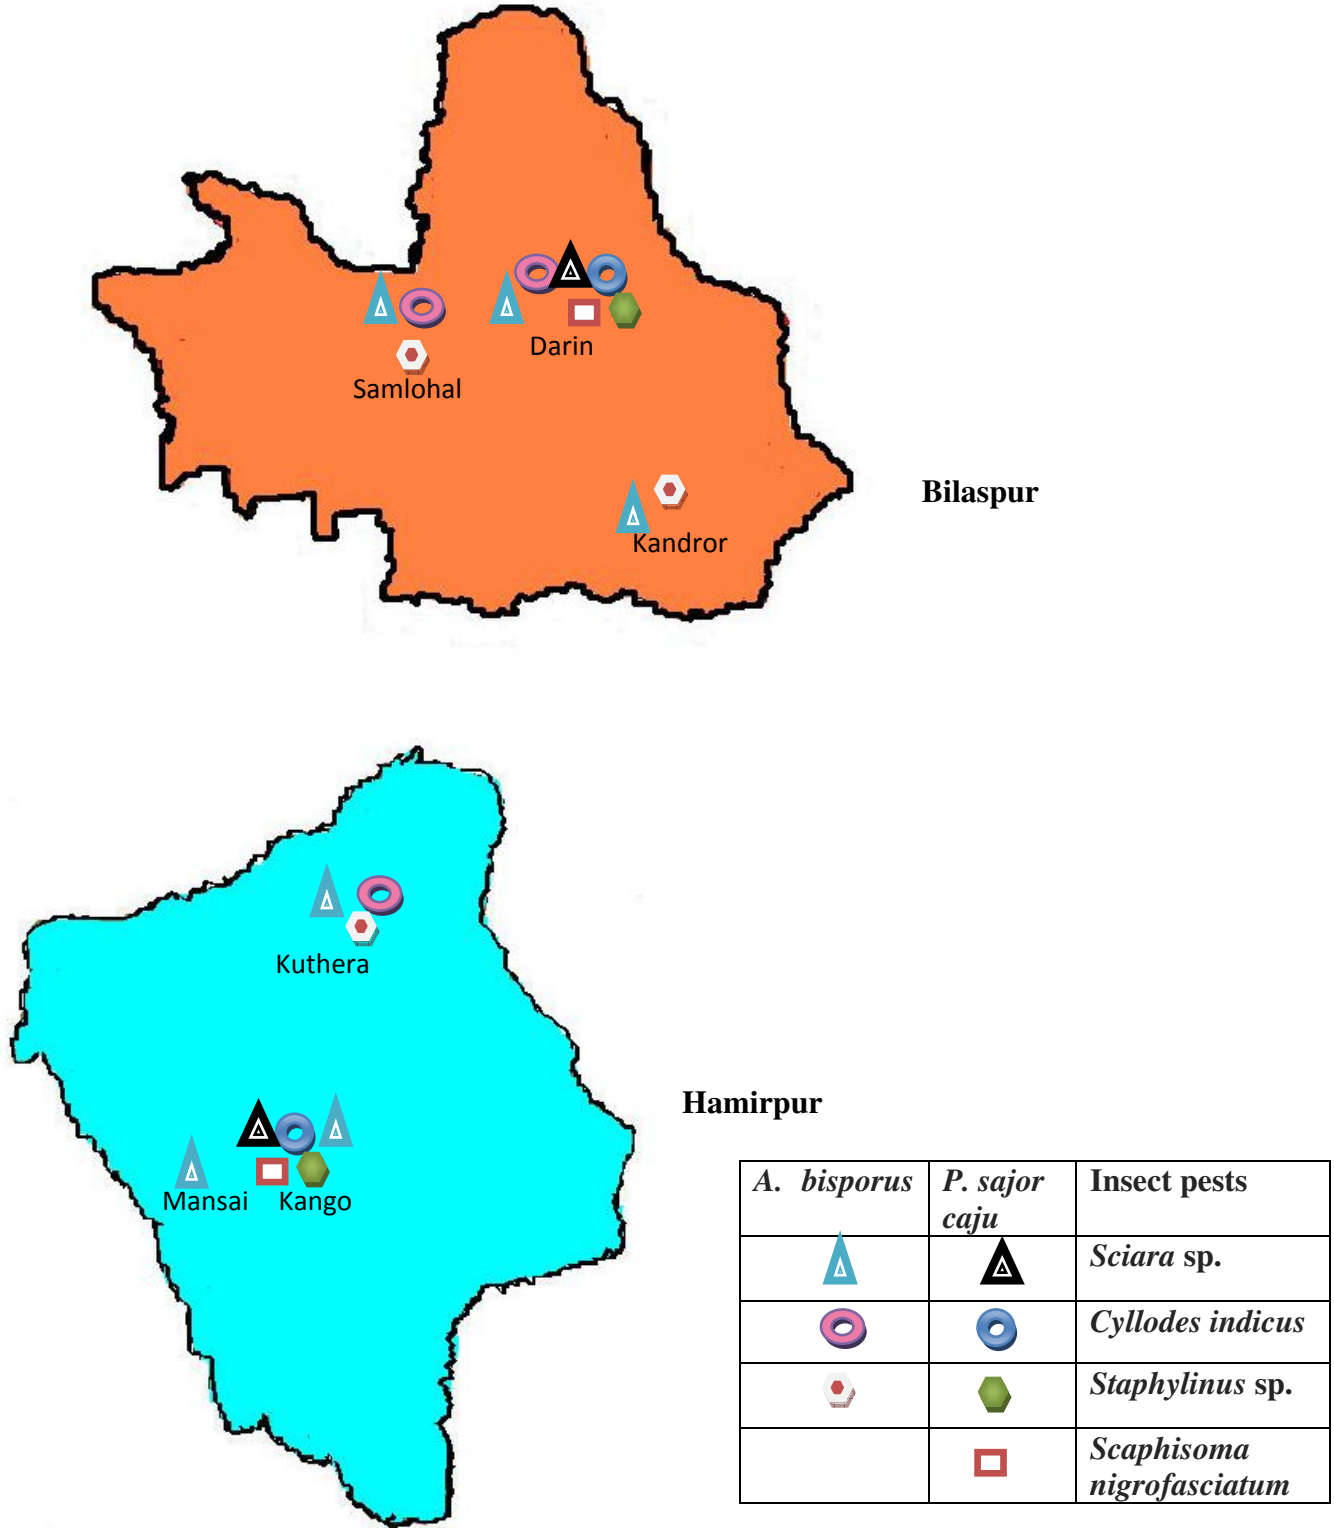 Darin
Samlohal
Bilaspur
Kandror
Kuthera
Hamirpur
Mansai Kango
A. bisporus P. sajor caju Insect pests
Sciara sp.
Cyllodes indicus
Staphylinus sp.
Scaphisoma
nigrofasciatum